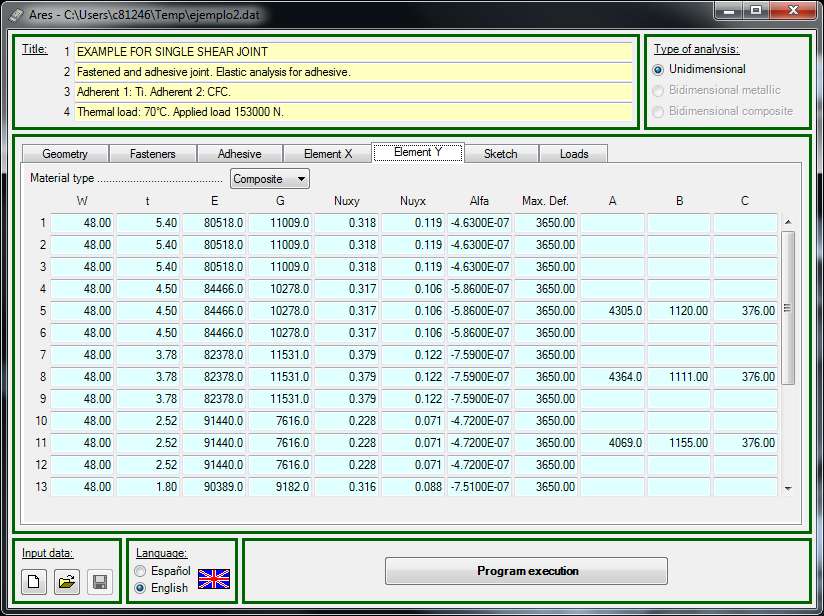 Ares - C:\Users\c81246\Temp\ejemplo2.dat
Title:
1 EXAMPLE FOR SINGLE SHEAR JOINT
2 Fastened and adhesive joint. Elastic analysis for adhesive.
3 Adherent 1: Ti. Adherent 2: CFC.
4 Thermal load: 70°C. Applied load 153000 N.
Type of analysis:
Unidimensional
Bidimensional metallic
Bidimensional composite
Geometry Fasteners Adhesive Element X Element Y Sketch Loads
Material type ........................................... Composite
W t E G Nuxy Nuyx Alfa Max. Def. A B C
1 48.00 5.40 80518.0 11009.0 0.318 0.119 -4.6300E-07 3650.00
2 48.00 5.40 80518.0 11009.0 0.318 0.119 -4.6300E-07 3650.00
3 48.00 5.40 80518.0 11009.0 0.318 0.119 -4.6300E-07 3650.00
4 48.00 4.50 84466.0 10278.0 0.317 0.106 -5.8600E-07 3650.00
5 48.00 4.50 84466.0 10278.0 0.317 0.106 -5.8600E-07 3650.00 4305.0 1120.00 376.00
6 48.00 4.50 84466.0 10278.0 0.317 0.106 -5.8600E-07 3650.00
7 48.00 3.78 82378.0 11531.0 0.379 0.122 -7.5900E-07 3650.00
8 48.00 3.78 82378.0 11531.0 0.379 0.122 -7.5900E-07 3650.00 4364.0 1111.00 376.00
9 48.00 3.78 82378.0 11531.0 0.379 0.122 -7.5900E-07 3650.00
10 48.00 2.52 91440.0 7616.0 0.228 0.071 -4.7200E-07 3650.00
11 48.00 2.52 91440.0 7616.0 0.228 0.071 -4.7200E-07 3650.00 4069.0 1155.00 376.00
12 48.00 2.52 91440.0 7616.0 0.228 0.071 -4.7200E-07 3650.00
13 48.00 1.80 90389.0 9182.0 0.316 0.088 -7.5100E-07 3650.00
Input data:
Language:
Español
English
Program execution